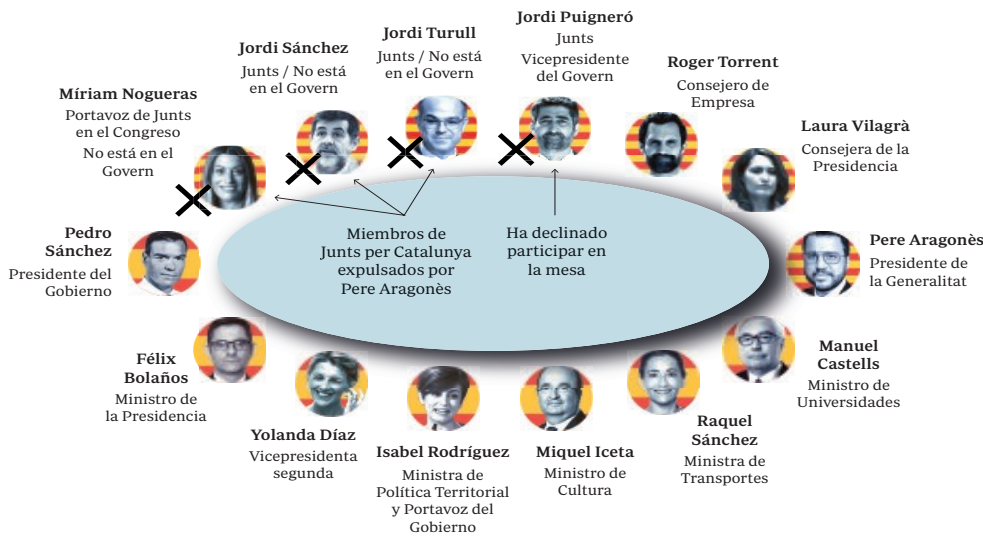 Jordi Puigneró
Junts
Vicepresidente
del Govern
Jordi Turull
Junts / No está
en el Govern
Jordi Sánchez
Junts / No está
en el Govern
Roger Torrent
Consejero de
Empresa
Míriam Nogueras
Portavoz de Junts
en el Congreso
No está en el
Govern
Laura Vilagrà
Consejera de la
Presidencia
Pedro
Sánchez
Presidente del
Gobierno
Miembros de
Junts per Catalunya
expulsados por
Pere Aragonès
Ha declinado
participar en
la mesa
Pere Aragonès
Presidente de
la Generalitat
Félix
Bolaños
Ministro de
la Presidencia
Manuel
Castells
Ministro de
Universidades
Yolanda Díaz
Vicepresidenta
segunda
Isabel Rodríguez
Ministra de
Política Territorial
y Portavoz del
Gobierno
Miquel Iceta
Ministro de
Cultura
Raquel
Sánchez
Ministra de
Transportes